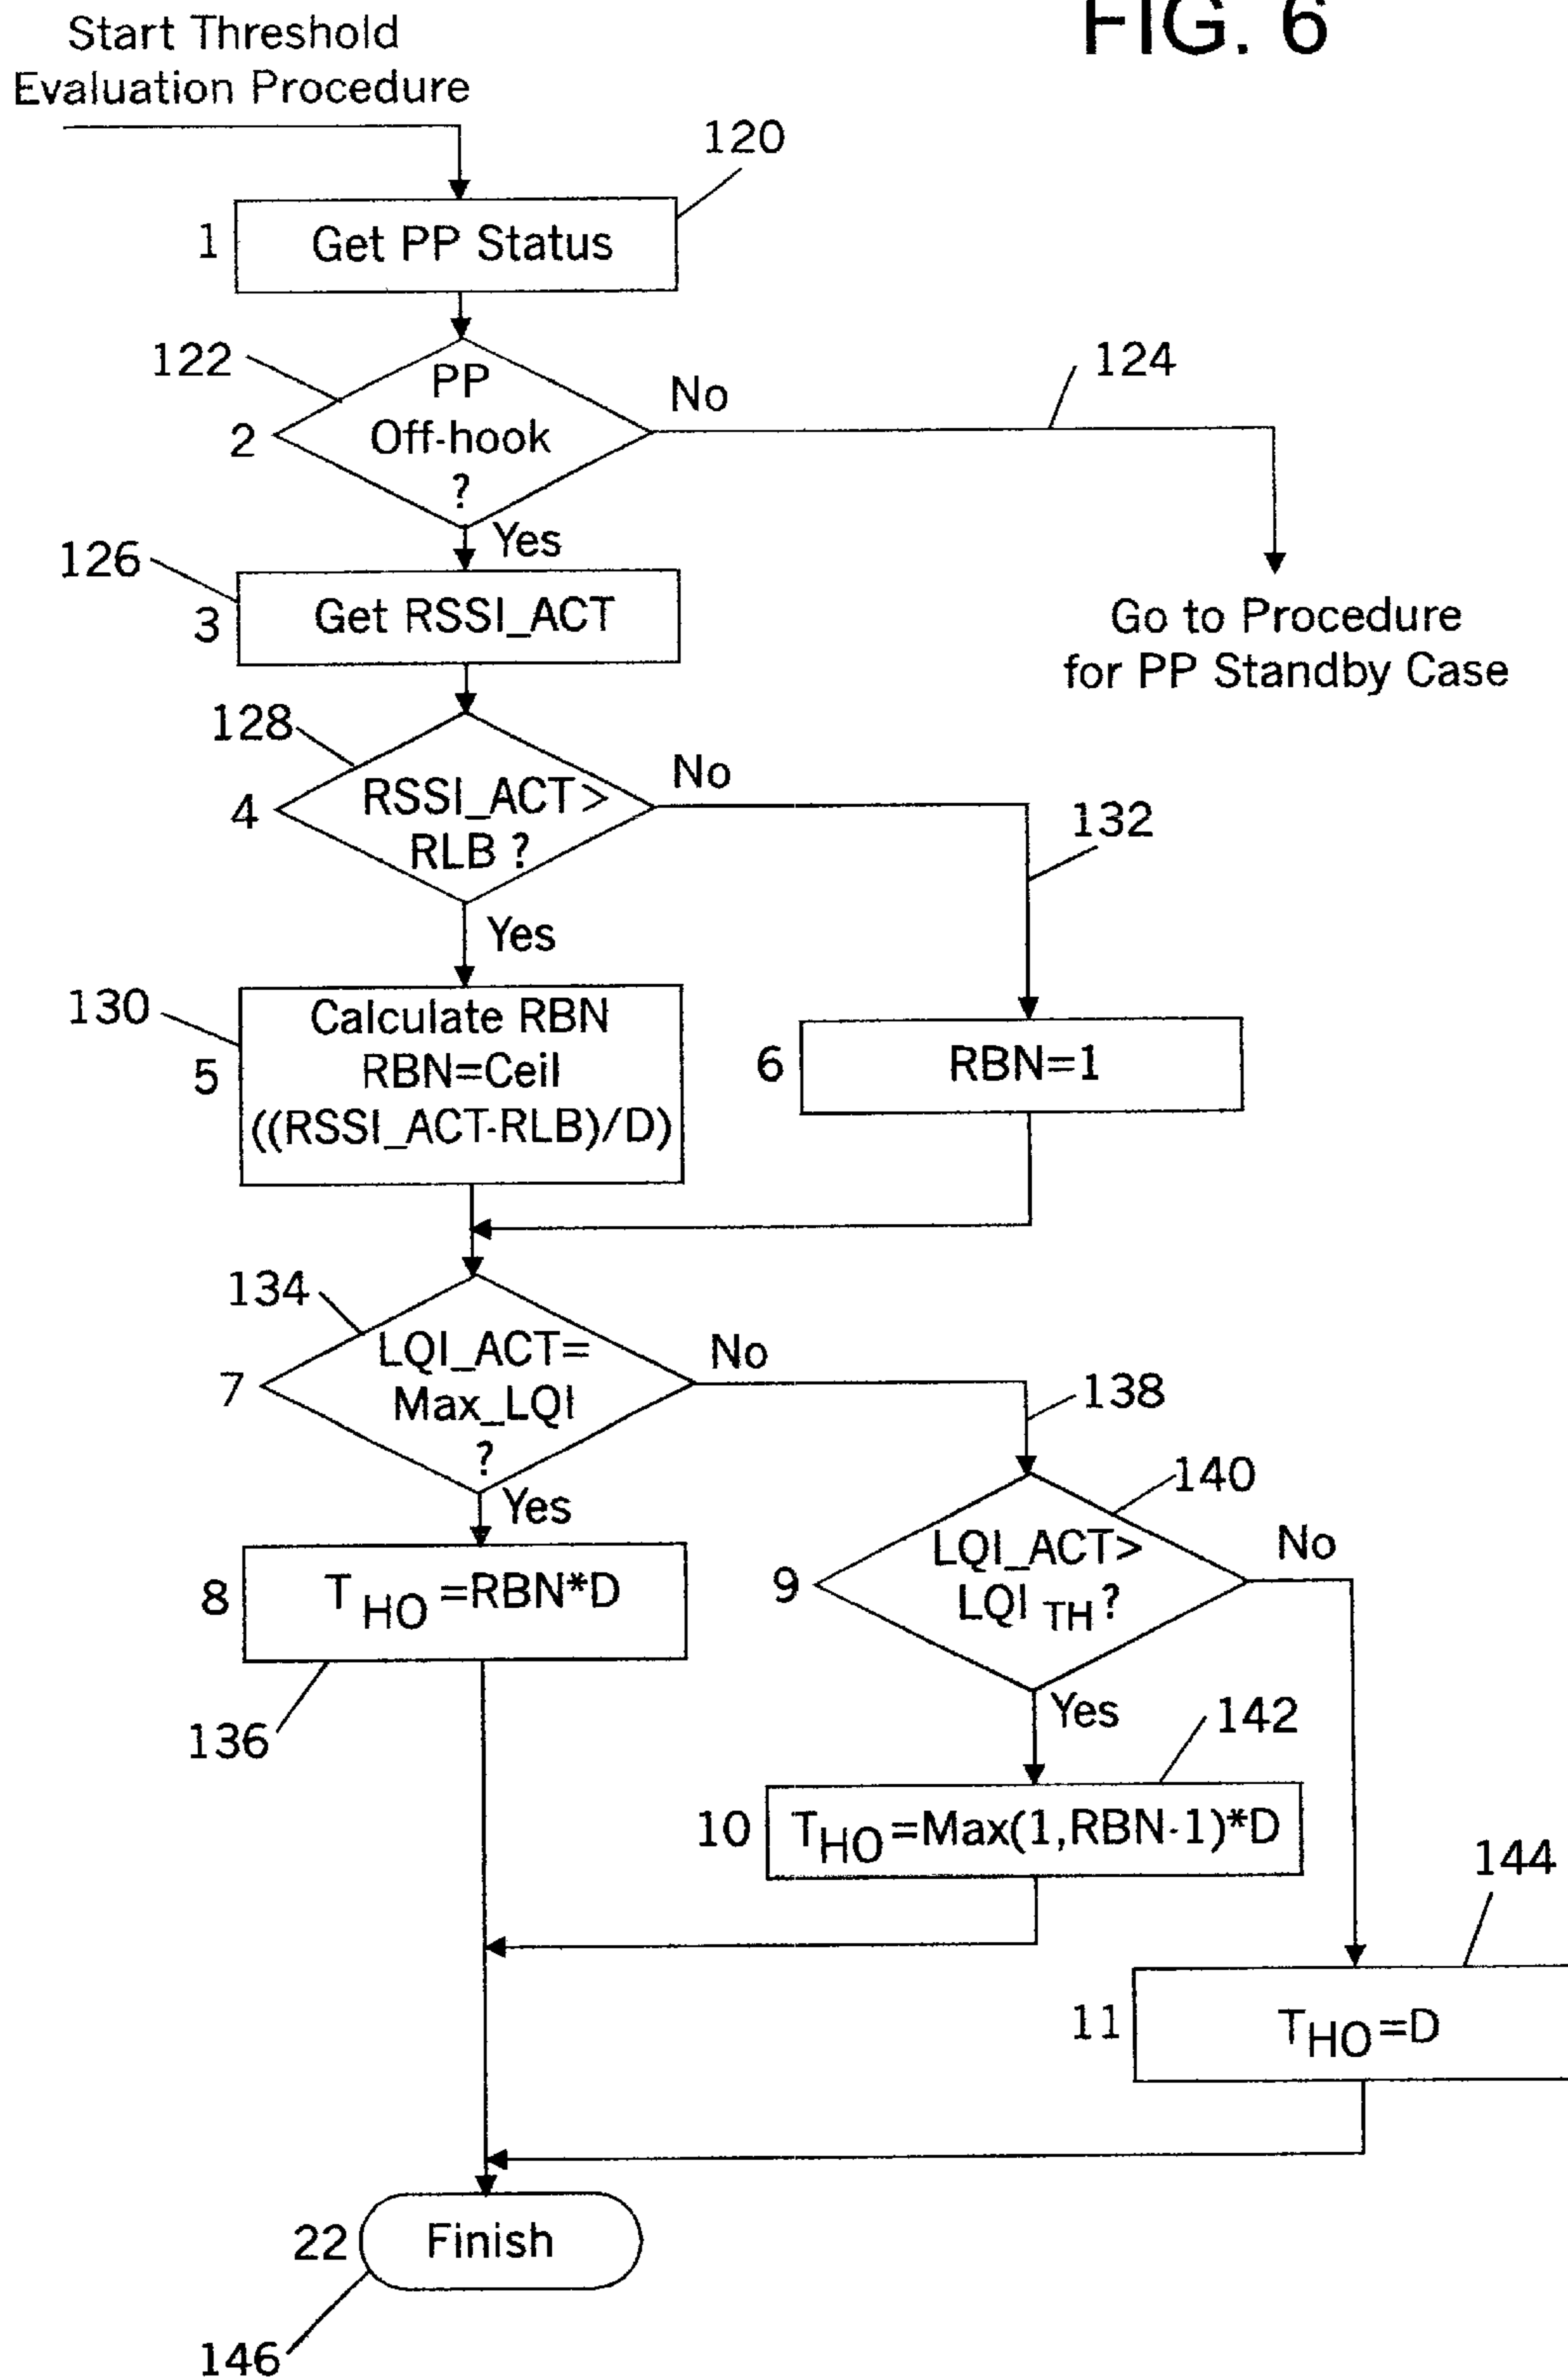 FIG. 6
Start Threshold
Evaluation Procedure
120
1
Get PP Status
122
2
PP
Off-hook
?
No
124
Yes
126
3
Get RSSI_ACT
Go to Procedure
for PP Standby Case
128
4
RSSI_ACT>
RLB ?
No
132
Yes
130
5
Calculate RBN
RBN=Ceil
((RSSI_ACT-RLB)/D)
6
RBN=1
134
7
LQI_ACT=
Max_LQI
?
No
138
Yes
140
9
LQI_ACT>
LQI TH ?
No
8
T HO =RBN*D
136
Yes
142
10
THO =Max(1,RBN-1)*D
144
11
THO =D
22
Finish
146